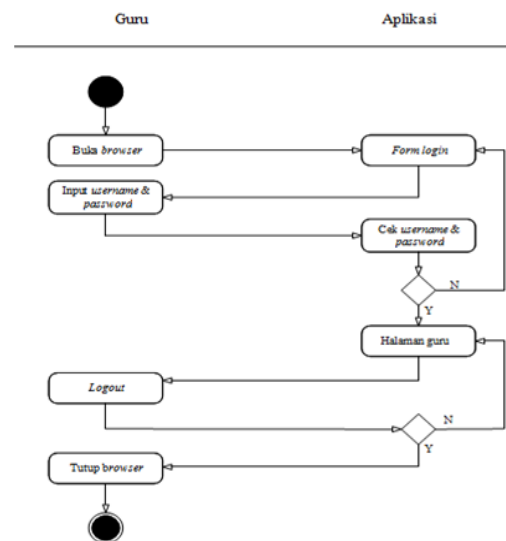 Guru
Aplikasi
Buka browser
Form login
Input username &
password
Cek username &
password
N
Y
Halaman guru
Logout
N
Y
Tutup browser